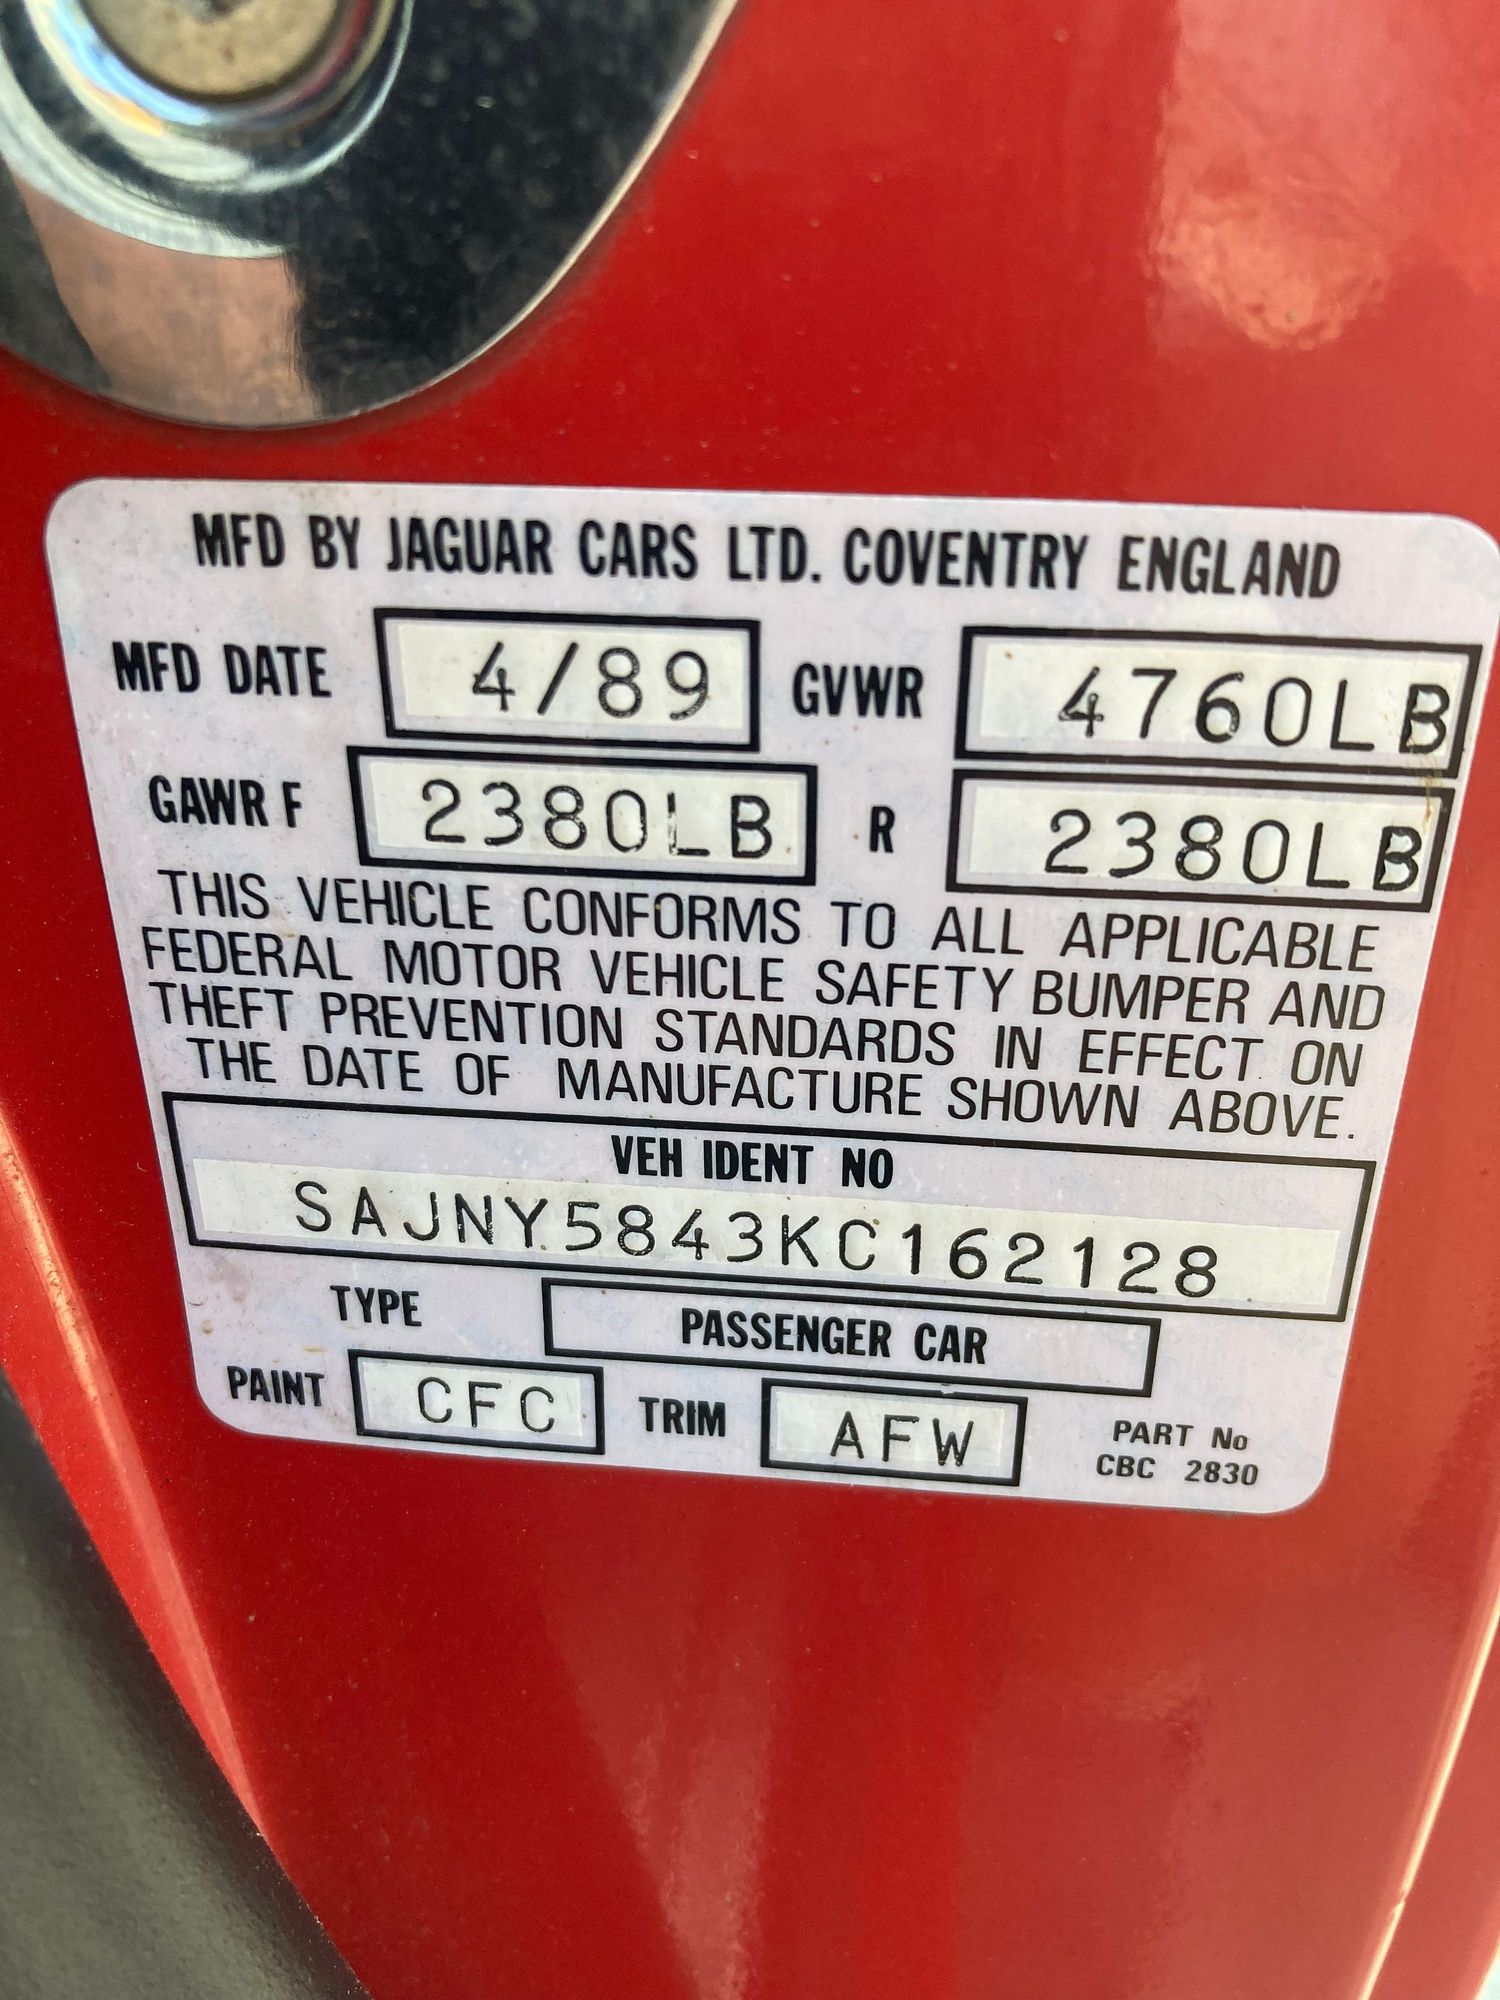 MFD BY JAGUAR CARS LTD. COVENTRY ENGLAND
MFD DATE 4/89 GVWR 4760LB
GAWR F 2380LB R 2380LB
THIS VEHICLE CONFORMS TO ALL APPLICABLE
FEDERAL MOTOR VEHICLE SAFETY BUMPER AND
THEFT PREVENTION STANDARDS IN EFFECT ON
THE DATE OF MANUFACTURE SHOWN ABOVE.
VEH IDENT NO
SAJNY5843KC162128
TYPE PASSENGER CAR
PAINT CFC TRIM AFW
PART No
CBC 2830